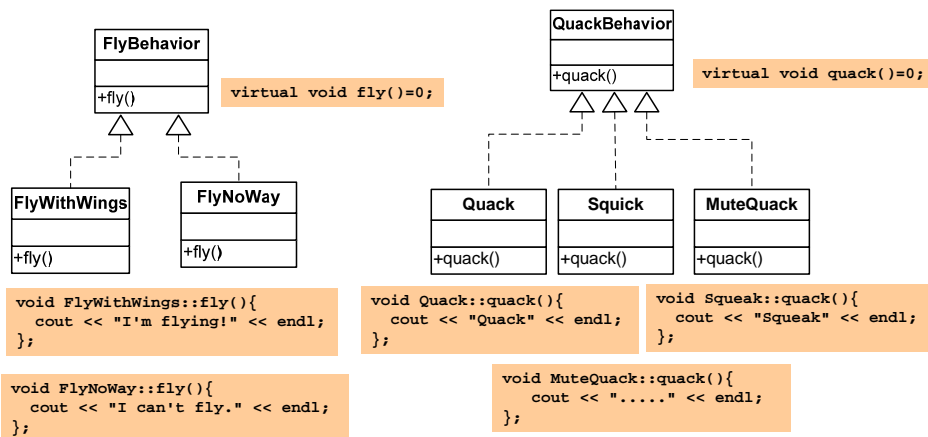 FlyBehavior
+fly()
virtual void fly()=0;
QuackBehavior
+quack()
virtual void quack()=0;
FlyWithWings
+fly()
FlyNoWay
+fly()
Quack
+quack()
Squick
+quack()
MuteQuack
+quack()
void FlyWithWings::fly(){
cout << "I'm flying!" << endl;
};
void Quack::quack(){
cout << "Quack" << endl;
};
void Squeak::quack(){
cout << "Squeak" << endl;
};
void FlyNoWay::fly(){
cout << "I can't fly." << endl;
};
void MuteQuack::quack(){
cout << "....." << endl;
};